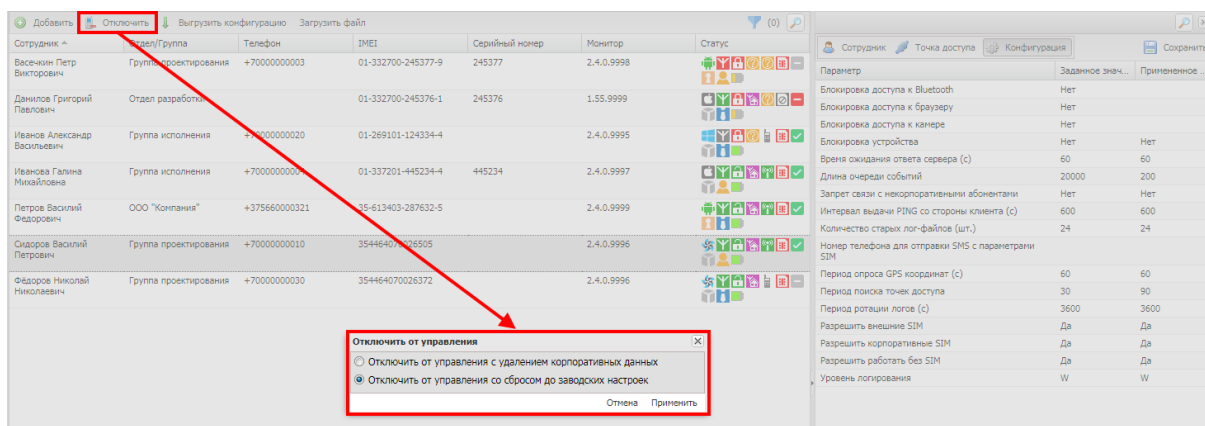 Добавить Отключить Выгрузить конфигурацию Загрузить файл (0)
Сотрудник Отдел/Группа Телефон IMEI Серийный номер Монитор Статус
Васечкин Петр Группа проектирования +70000000003 01-332700-245377-9 245377 2.4.0.9998
Викторович
Данилов Григорий Отдел разработки 01-332700-245376-1 245376 1.55.9999
Павлович
Иванов Александр Группа исполнения +70000000020 01-269101-124334-4 2.4.0.9995
Васильевич
Иванова Галина Группа исполнения 01-337201-445234-4 445234 2.4.0.9997
Михайловна
Петров Василий ООО "Компания" +375660000321 35-613403-287632-5 2.4.0.9999
Федорович
Сидоров Василий Группа проектирования +70000000010 354464070026505 2.4.0.9996
Петрович
Фёдоров Николай Группа проектирования +70000000030 354464070026372 2.4.0.9996
Николаевич
Отключить от управления
Отключить от управления с удалением корпоративных данных
Отключить от управления со сбросом до заводских настроек
Отмена Применить
Сотрудник Точка доступа Конфигурация Сохранить
Параметр Заданное знач... Примененное ...
Блокировка доступа к Bluetooth Нет
Блокировка доступа к браузеру Нет
Блокировка доступа к камере Нет
Блокировка устройства Нет Нет
Время ожидания ответа сервера (с) 60 60
Длина очереди событий 20000 200
Запрет связи с некорпоративными абонентами Нет Нет
Интервал выдачи PING со стороны клиента (с) 600 600
Количество старых лог-файлов (шт.) 24 24
Номер телефона для отправки SMS с параметрами
SIM
Период опроса GPS координат (с) 60 60
Период поиска точек доступа 30 90
Период ротации логов (с) 3600 3600
Разрешить внешние SIM Да Да
Разрешить корпоративные SIM Да Да
Разрешить работать без SIM Да Да
Уровень логирования W W